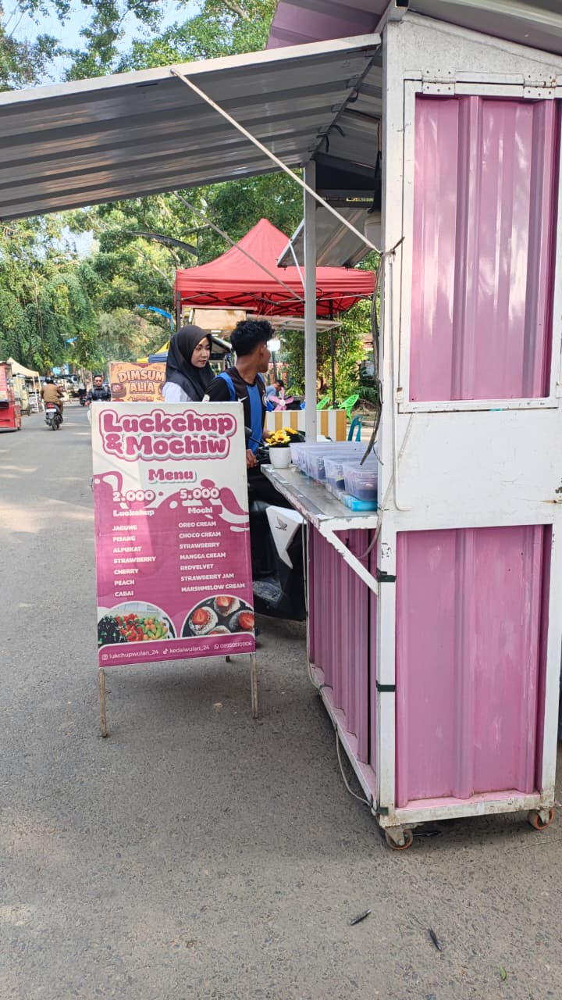 DIMSUM
ALIA
Luckchup
& Mochiw
Menu
2.000 5.000
Luckchup Mochi
JAGUNG OREO CREAM
PISANG CHOCO CREAM
ALPUKAT STRAWBERRY
STRAWBERRY MANGGA CREAM
CHERRY REDVELVET
PEACH STRAWBERRY JAM
CABAI MARSHMELOW CREAM
lukchupwulan_24 kedaiwulan_24